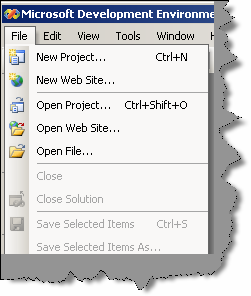 Microsoft Development Environme
File Edit View Tools Window
New Project... Ctrl+N
New Web Site...
Open Project... Ctrl+Shift+O
Open Web Site...
Open File...
Close
Close Solution
Save Selected Items Ctrl+S
Save Selected Items As...